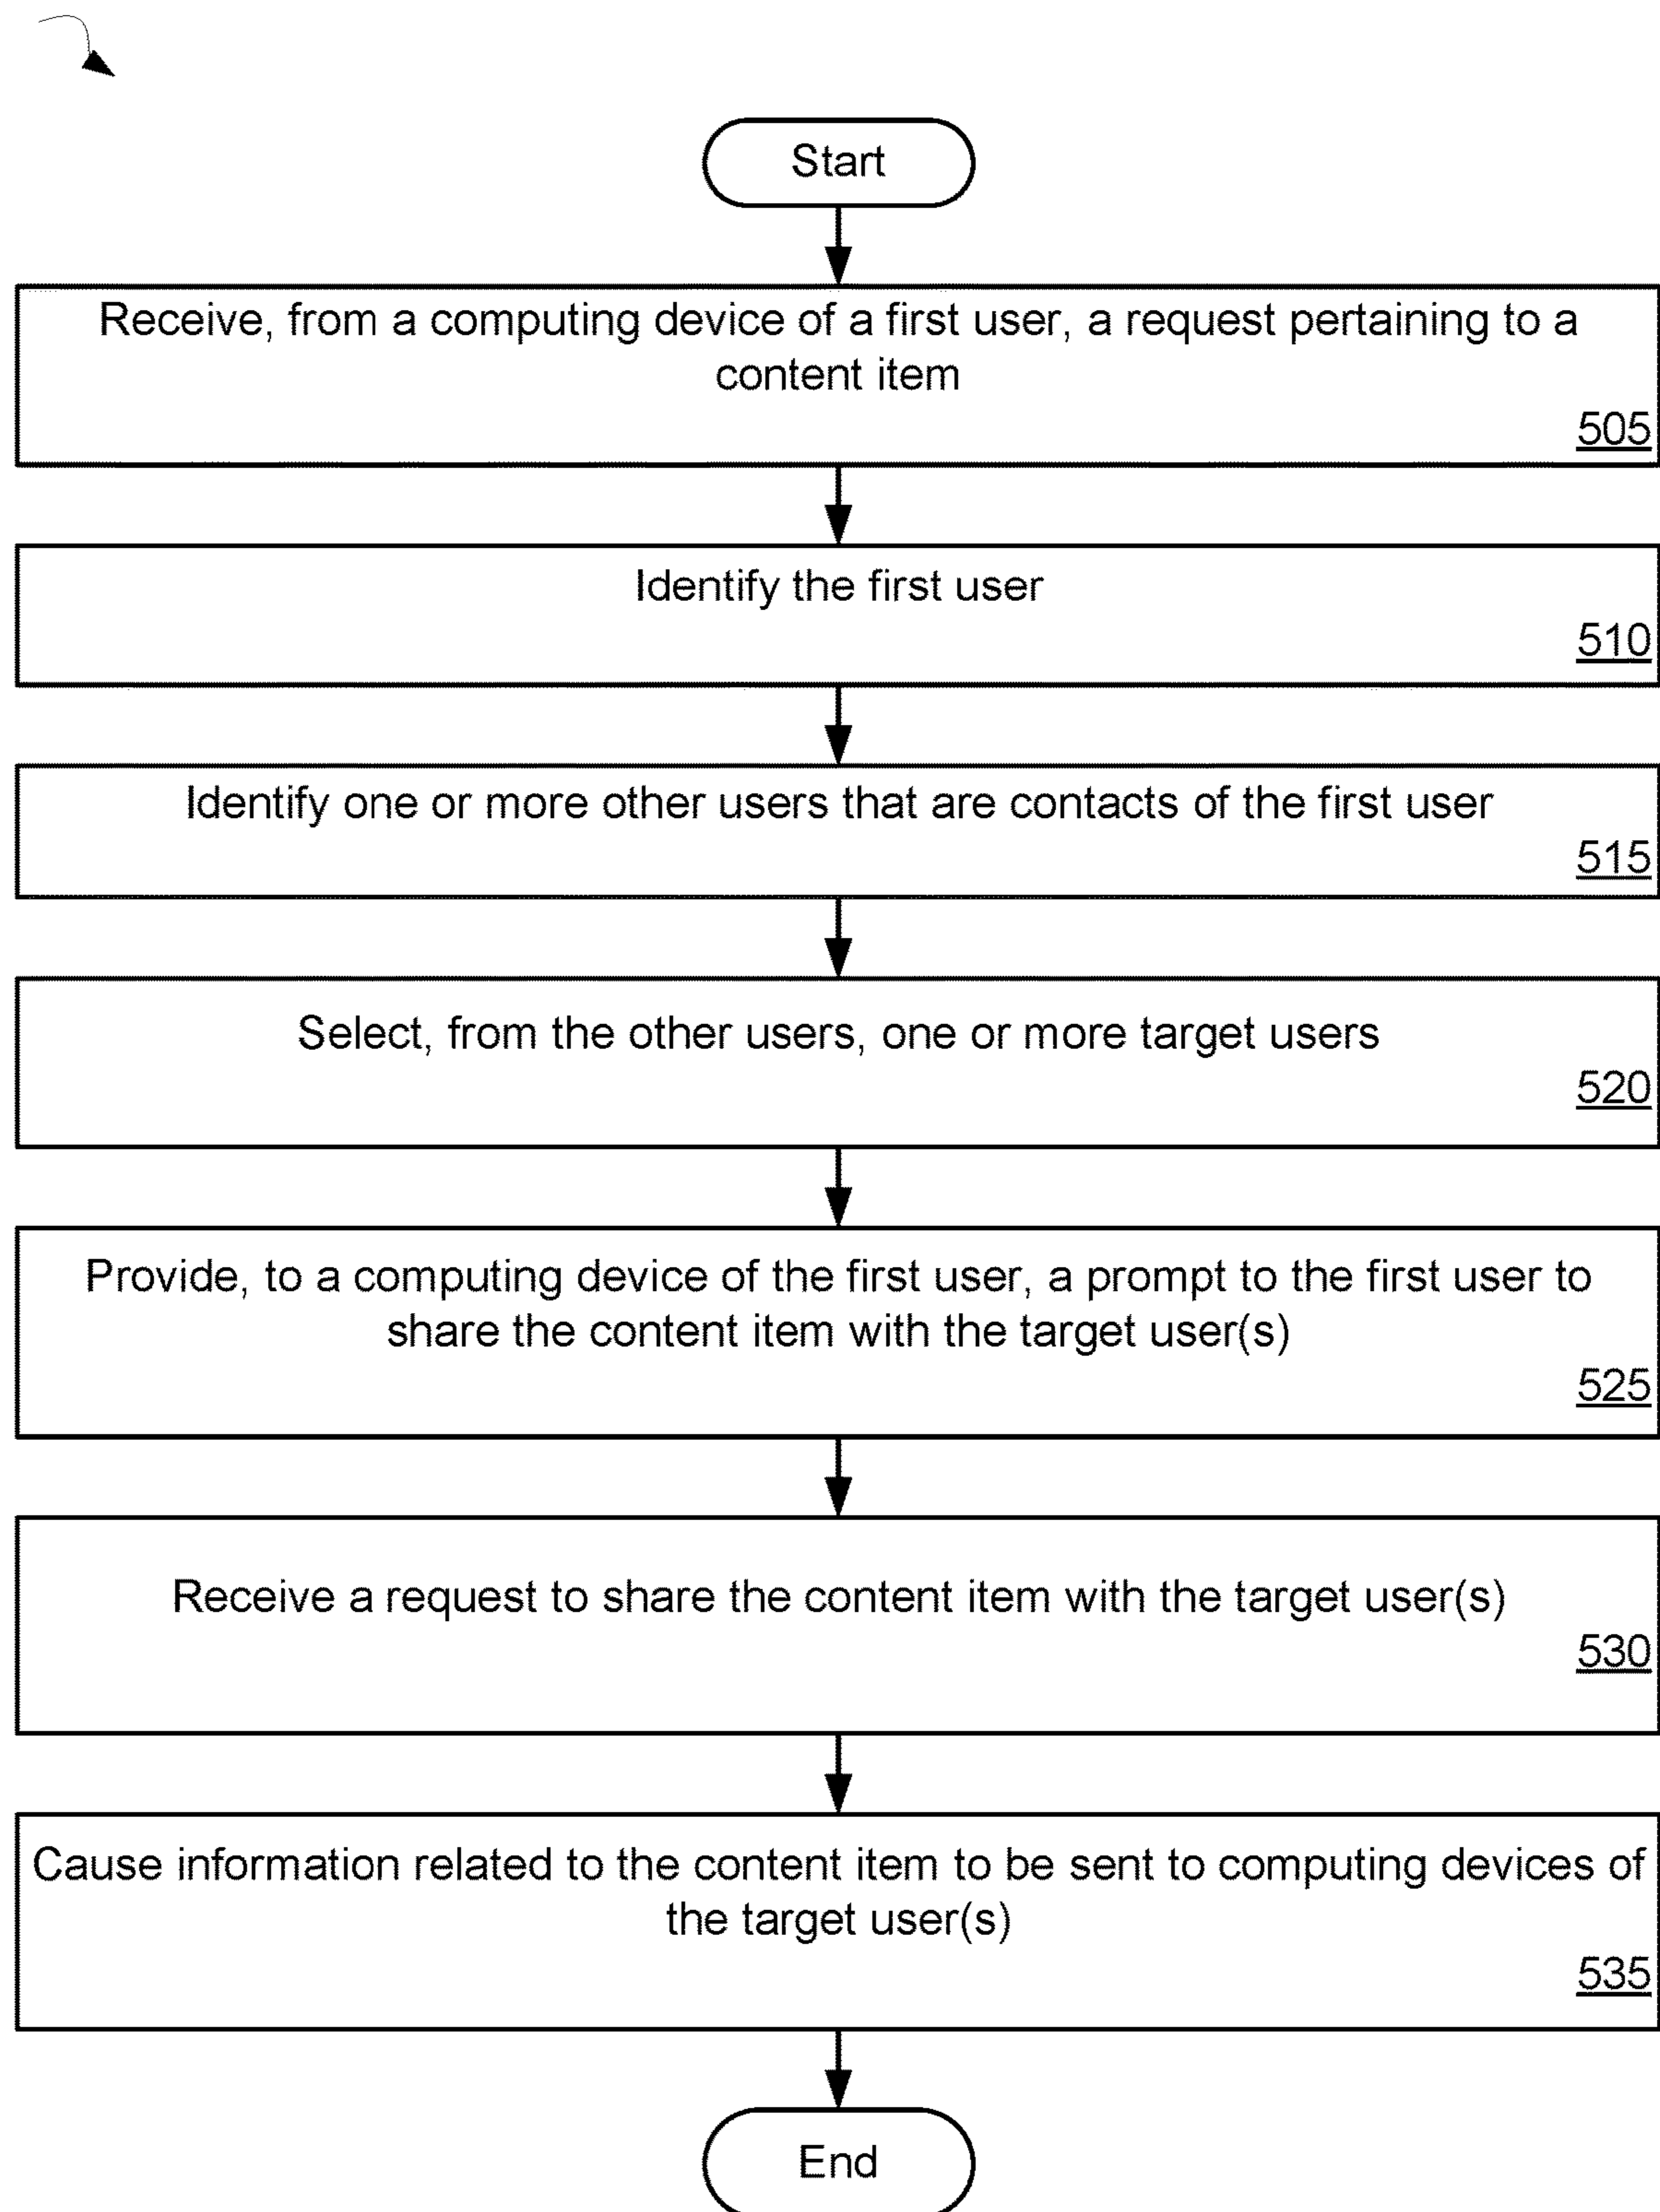 Start
Receive, from a computing device of a first user, a request pertaining to a
content item
505
Identify the first user
510
Identify one or more other users that are contacts of the first user
515
Select, from the other users, one or more target users
520
Provide, to a computing device of the first user, a prompt to the first user to
share the content item with the target user(s)
525
Receive a request to share the content item with the target user(s)
530
Cause information related to the content item to be sent to computing devices of
the target user(s)
535
End